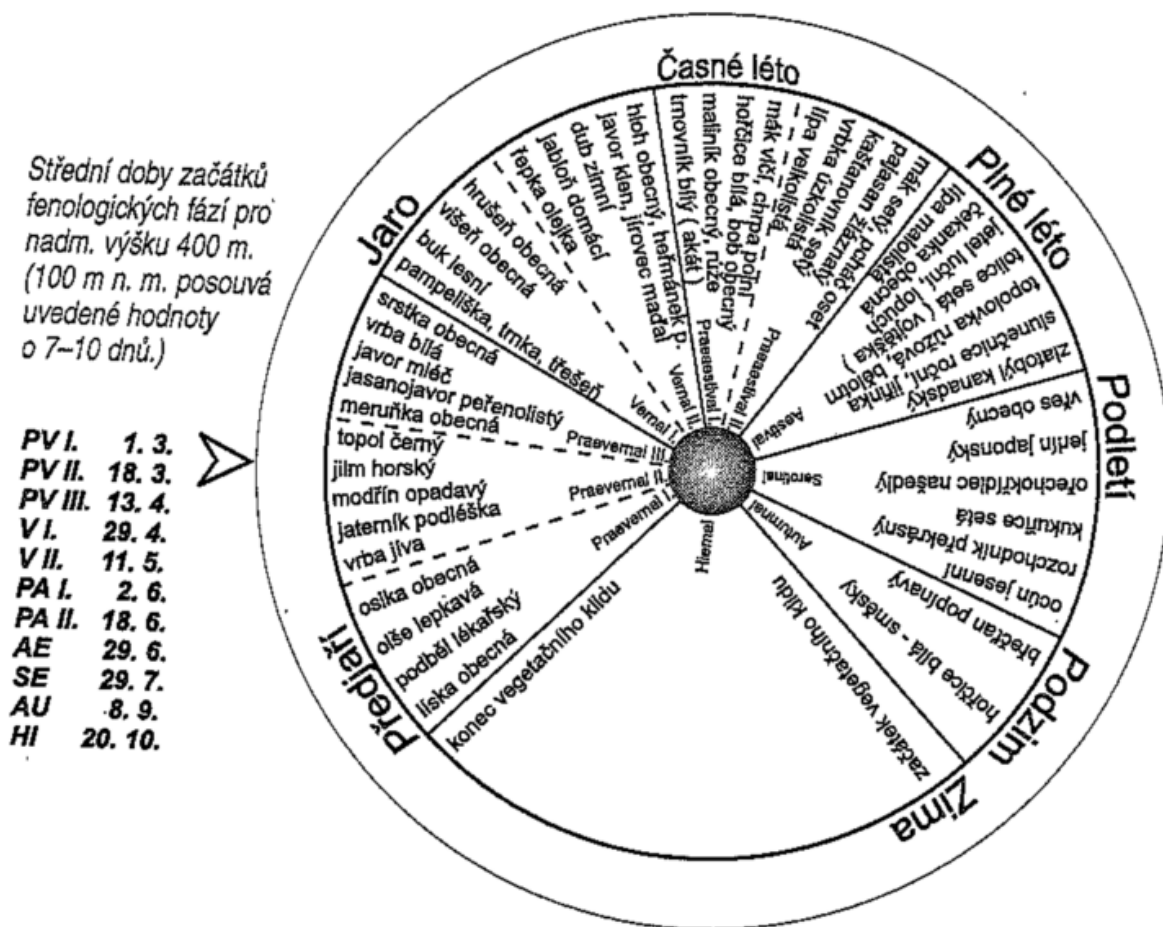 Střední doby začátků
fenologických fází pro
nadm. výšku 400 m.
(100 m n. m. posouvá
uvedené hodnoty
o 7–10 dnů.)
PV I. 1. 3.
PV II. 18. 3.
PV III. 13. 4.
V I. 29. 4.
V II. 11. 5.
PA I. 2. 6.
PA II. 18. 6.
AE 29. 6.
SE 29. 7.
AU 8. 9.
HI 20. 10.
Předjaří
konec vegetačního klidu
líska obecná
podběl lékařský
olše lepkavá
osika obecná
Praevernal I.
vrba jíva
jaterník podléška
modřín opadavý
jilm horský
topol černý
Praevernal II.
meruňka obecná
jasanojavor peřenolistý
javor mléč
vrba bílá
srstka obecná
Praevernal III.
Jaro
pampeliška, trnka, třešeň
buk lesní
višeň obecná
hrušeň obecná
Vernal I.
řepka olejka
jabloň domácí
dub zimní
javor klen, jírovec maďal
hloh obecný, heřmánek p.
Vernal II.
Časné léto
trnovník bílý ( akát )
maliník obecný, růže
hořčice bílá, bob obecný
mák vlčí, chrpa polní
Praeaestival I.
lípa velkolistá
vrbka úzkolistá
kaštanovník setý
pajasan žláznatý
mák setý, pcháč oset
Praeaestival II.
Plné léto
lípa malolistá
čekanka obecná
jetel luční, lopuch
tolice setá ( vojtěška )
topolovka růžová, bělotrn
slunečnice roční, jiřinka
zlatobýl kanadský
Aestival
Podletí
vřes obecný
jerlín japonský
ořechokřídlec našedlý
kukuřice setá
rozchodník překrásný
ocún jesenní
Serotinal
Podzim
břečťan popínavý
hořčice bílá - směsky
Autumnal
Zima
začátek vegetačního klidu
Hiemal